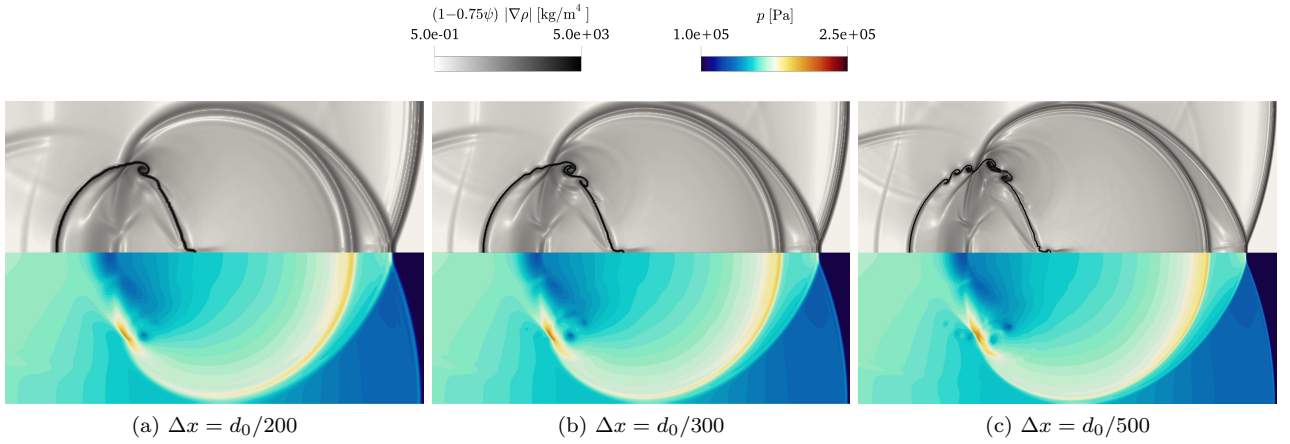 (1−0.75ψ) |∇ρ| [kg/m⁴ ]
5.0e-01 5.0e+03
p [Pa]
1.0e+05 2.5e+05
(a) Δx = d₀/200
(b) Δx = d₀/300
(c) Δx = d₀/500